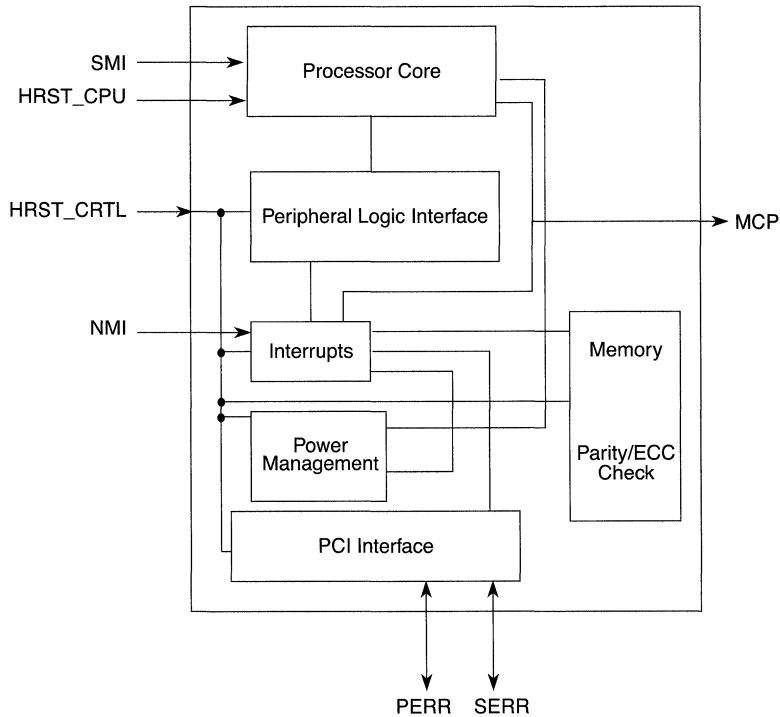 SMI
Processor Core
HRST_CPU
HRST_CRTL
Peripheral Logic Interface
MCP
NMI
Interrupts
Memory
Power
Management
Parity/ECC
Check
PCI Interface
PERR
SERR